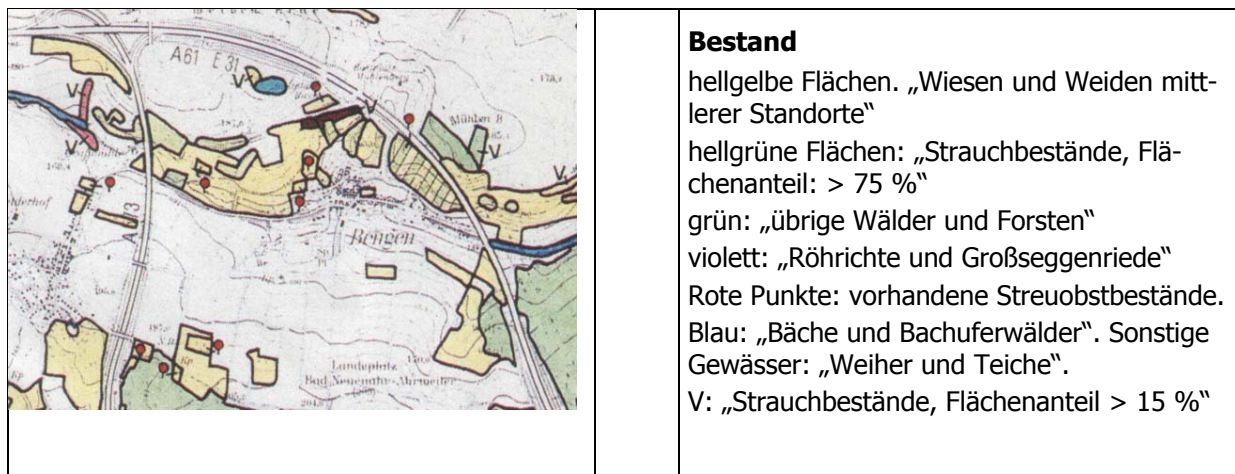 A61 E 31
V
V
V
V
V
V
Mühlen B
A 573
Bengen
Landeplatz
Bad Neuenahr-Ahrweiler
Bestand
hellgelbe Flächen. „Wiesen und Weiden mitt-
lerer Standorte“
hellgrüne Flächen: „Strauchbestände, Flä-
chenanteil: > 75 %“
grün: „übrige Wälder und Forsten“
violett: „Röhrichte und Großseggenriede“
Rote Punkte: vorhandene Streuobstbestände.
Blau: „Bäche und Bachuferwälder“. Sonstige
Gewässer: „Weiher und Teiche“.
V: „Strauchbestände, Flächenanteil > 15 %“